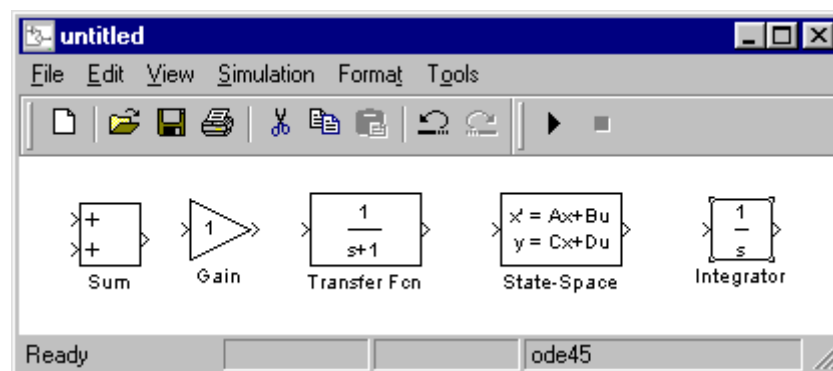 untitled
File Edit View Simulation Format Tools
+
+
Sum
1
Gain
1
s+1
Transfer Fcn
x' = Ax+Bu
y = Cx+Du
State-Space
1
s
Integrator
Ready ode45